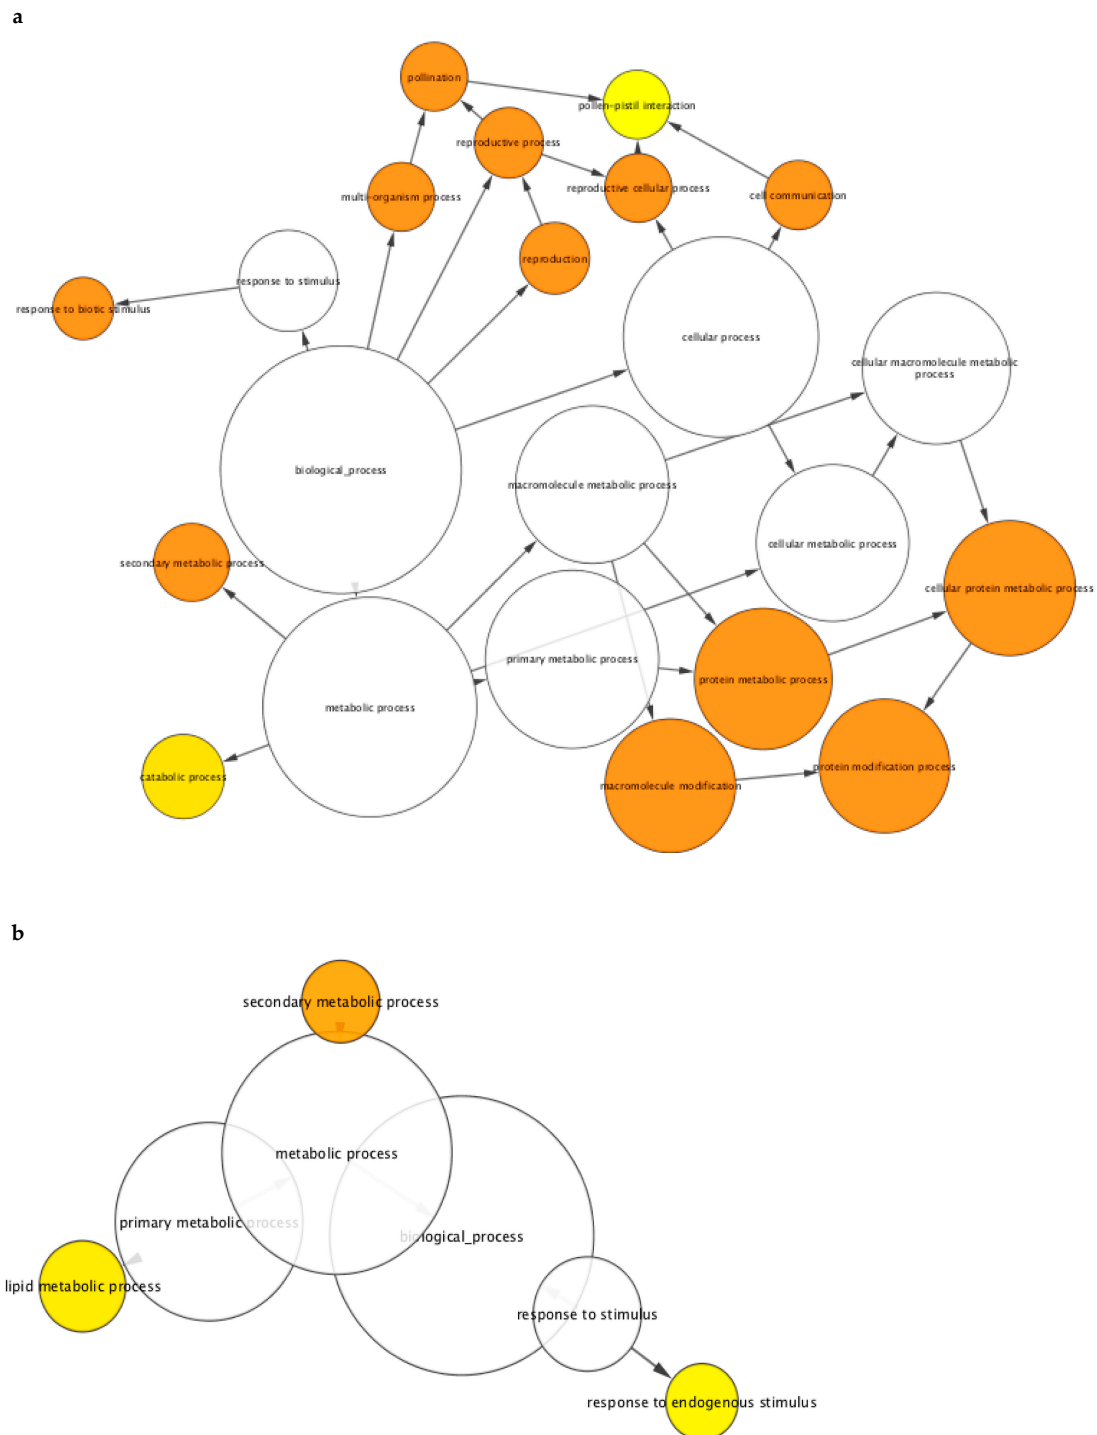 a
pollination
pollen-pistil interaction
reproductive process
reproductive cellular process
multi-organism process
cell communication
reproduction
response to stimulus
response to biotic stimulus
cellular process
cellular macromolecule metabolic
process
biological_process
macromolecule metabolic process
cellular metabolic process
secondary metabolic process
cellular protein metabolic process
primary metabolic process
protein metabolic process
metabolic process
protein modification process
catabolic process
macromolecule modification
b
secondary metabolic process
metabolic process
primary metabolic process
biological_process
lipid metabolic process
response to stimulus
response to endogenous stimulus